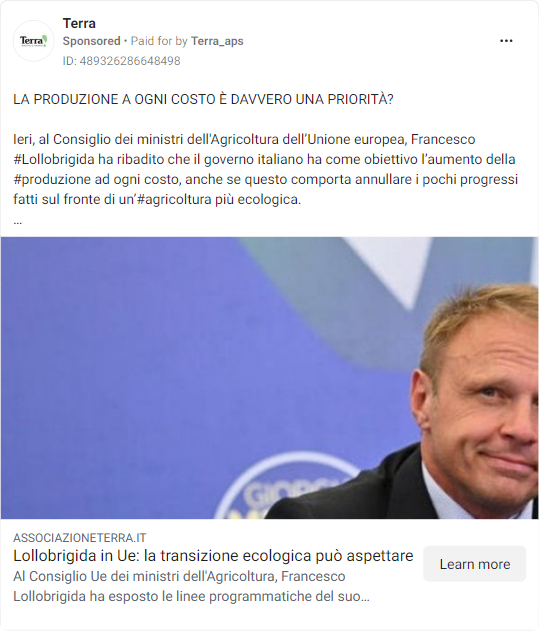 Terra
Terra
Sponsored • Paid for by Terra_aps
ID: 489326286648498
LA PRODUZIONE A OGNI COSTO È DAVVERO UNA PRIORITÀ?
Ieri, al Consiglio dei ministri dell'Agricoltura dell’Unione europea, Francesco
#Lollobrigida ha ribadito che il governo italiano ha come obiettivo l’aumento della
#produzione ad ogni costo, anche se questo comporta annullare i pochi progressi
fatti sul fronte di un’#agricoltura più ecologica.
...
GIORGIA
ASSOCIAZIONETERRA.IT
Lollobrigida in Ue: la transizione ecologica può aspettare
Al Consiglio Ue dei ministri dell'Agricoltura, Francesco
Lollobrigida ha esposto le linee programmatiche del suo...
Learn more